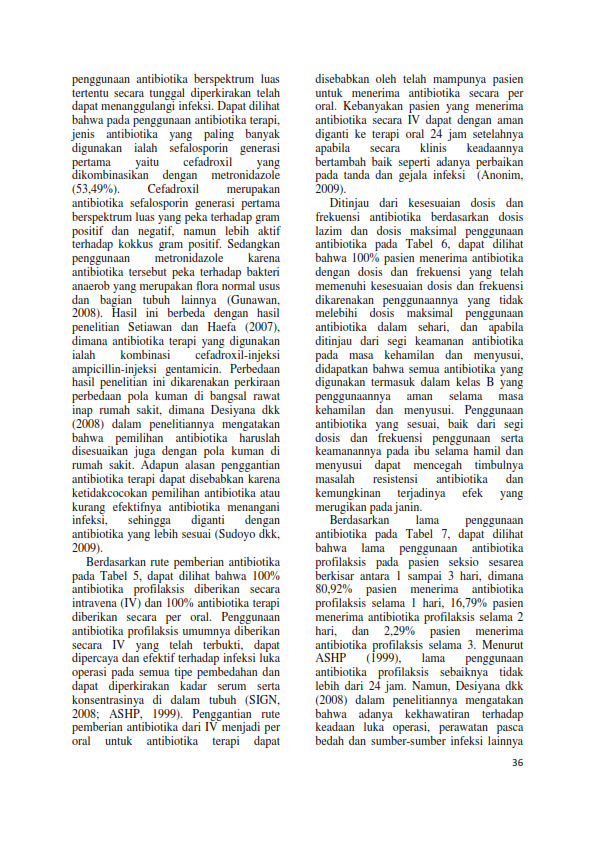 penggunaan antibiotika berspektrum luas
tertentu secara tunggal diperkirakan telah
dapat menanggulangi infeksi. Dapat dilihat
bahwa pada penggunaan antibiotika terapi,
jenis antibiotika yang paling banyak
digunakan ialah sefalosporin generasi
pertama yaitu cefadroxil yang
dikombinasikan dengan metronidazole
(53,49%). Cefadroxil merupakan
antibiotika sefalosporin generasi pertama
berspektrum luas yang peka terhadap gram
positif dan negatif, namun lebih aktif
terhadap kokkus gram positif. Sedangkan
penggunaan metronidazole karena
antibiotika tersebut peka terhadap bakteri
anaerob yang merupakan flora normal usus
dan bagian tubuh lainnya (Gunawan,
2008). Hasil ini berbeda dengan hasil
penelitian Setiawan dan Haefa (2007),
dimana antibiotika terapi yang digunakan
ialah kombinasi cefadroxil-injeksi
ampicillin-injeksi gentamicin. Perbedaan
hasil penelitian ini dikarenakan perkiraan
perbedaan pola kuman di bangsal rawat
inap rumah sakit, dimana Desiyana dkk
(2008) dalam penelitiannya mengatakan
bahwa pemilihan antibiotika haruslah
disesuaikan juga dengan pola kuman di
rumah sakit. Adapun alasan penggantian
antibiotika terapi dapat disebabkan karena
ketidakcocokan pemilihan antibiotika atau
kurang efektifnya antibiotika menangani
infeksi, sehingga diganti dengan
antibiotika yang lebih sesuai (Sudoyo dkk,
2009).
Berdasarkan rute pemberian antibiotika
pada Tabel 5, dapat dilihat bahwa 100%
antibiotika profilaksis diberikan secara
intravena (IV) dan 100% antibiotika terapi
diberikan secara per oral. Penggunaan
antibiotika profilaksis umumnya diberikan
secara IV yang telah terbukti, dapat
dipercaya dan efektif terhadap infeksi luka
operasi pada semua tipe pembedahan dan
dapat diperkirakan kadar serum serta
konsentrasinya di dalam tubuh (SIGN,
2008; ASHP, 1999). Penggantian rute
pemberian antibiotika dari IV menjadi per
oral untuk antibiotika terapi dapat
disebabkan oleh telah mampunya pasien
untuk menerima antibiotika secara per
oral. Kebanyakan pasien yang menerima
antibiotika secara IV dapat dengan aman
diganti ke terapi oral 24 jam setelahnya
apabila secara klinis keadaannya
bertambah baik seperti adanya perbaikan
pada tanda dan gejala infeksi (Anonim,
2009).
Ditinjau dari kesesuaian dosis dan
frekuensi antibiotika berdasarkan dosis
lazim dan dosis maksimal penggunaan
antibiotika pada Tabel 6, dapat dilihat
bahwa 100% pasien menerima antibiotika
dengan dosis dan frekuensi yang telah
memenuhi kesesuaian dosis dan frekuensi
dikarenakan penggunaannya yang tidak
melebihi dosis maksimal penggunaan
antibiotika dalam sehari, dan apabila
ditinjau dari segi keamanan antibiotika
pada masa kehamilan dan menyusui,
didapatkan bahwa semua antibiotika yang
digunakan termasuk dalam kelas B yang
penggunaannya aman selama masa
kehamilan dan menyusui. Penggunaan
antibiotika yang sesuai, baik dari segi
dosis dan frekuensi penggunaan serta
keamanannya pada ibu selama hamil dan
menyusui dapat mencegah timbulnya
masalah resistensi antibiotika dan
kemungkinan terjadinya efek yang
merugikan pada janin.
Berdasarkan lama penggunaan
antibiotika pada Tabel 7, dapat dilihat
bahwa lama penggunaan antibiotika
profilaksis pada pasien seksio sesarea
berkisar antara 1 sampai 3 hari, dimana
80,92% pasien menerima antibiotika
profilaksis selama 1 hari, 16,79% pasien
menerima antibiotika profilaksis selama 2
hari, dan 2,29% pasien menerima
antibiotika profilaksis selama 3. Menurut
ASHP (1999), lama penggunaan
antibiotika profilaksis sebaiknya tidak
lebih dari 24 jam. Namun, Desiyana dkk
(2008) dalam penelitiannya mengatakan
bahwa adanya kekhawatiran terhadap
keadaan luka operasi, perawatan pasca
bedah dan sumber-sumber infeksi lainnya
36